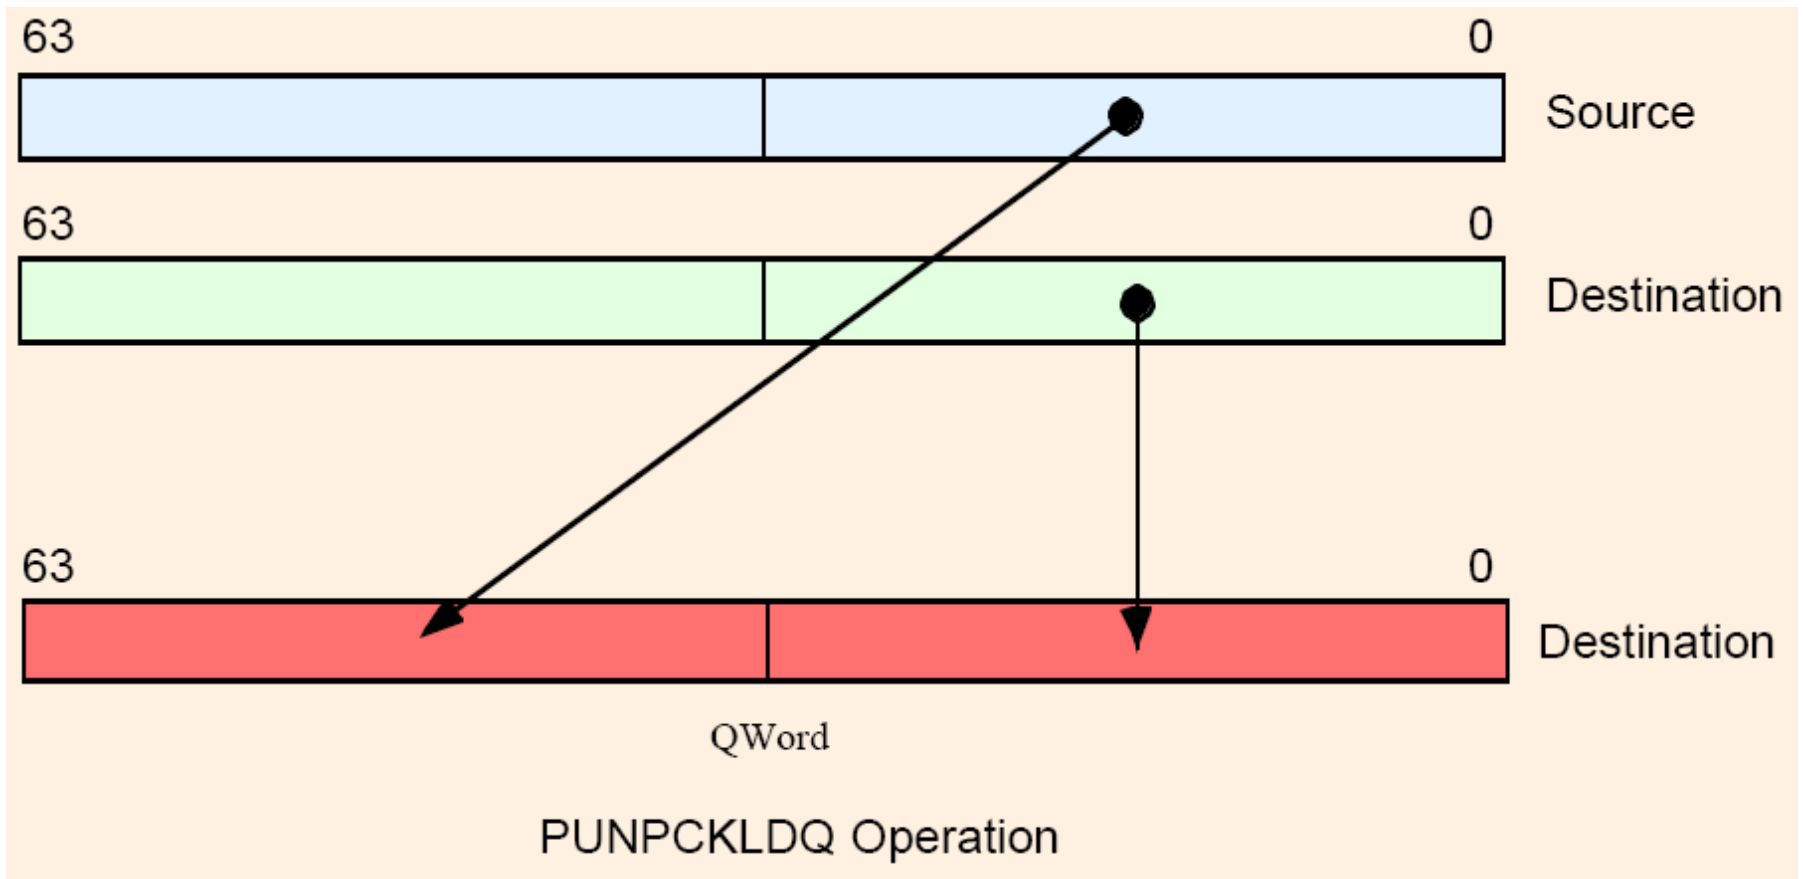 63 0
Source
63 0
Destination
63 0
Destination
QWord
PUNPCKLDQ Operation